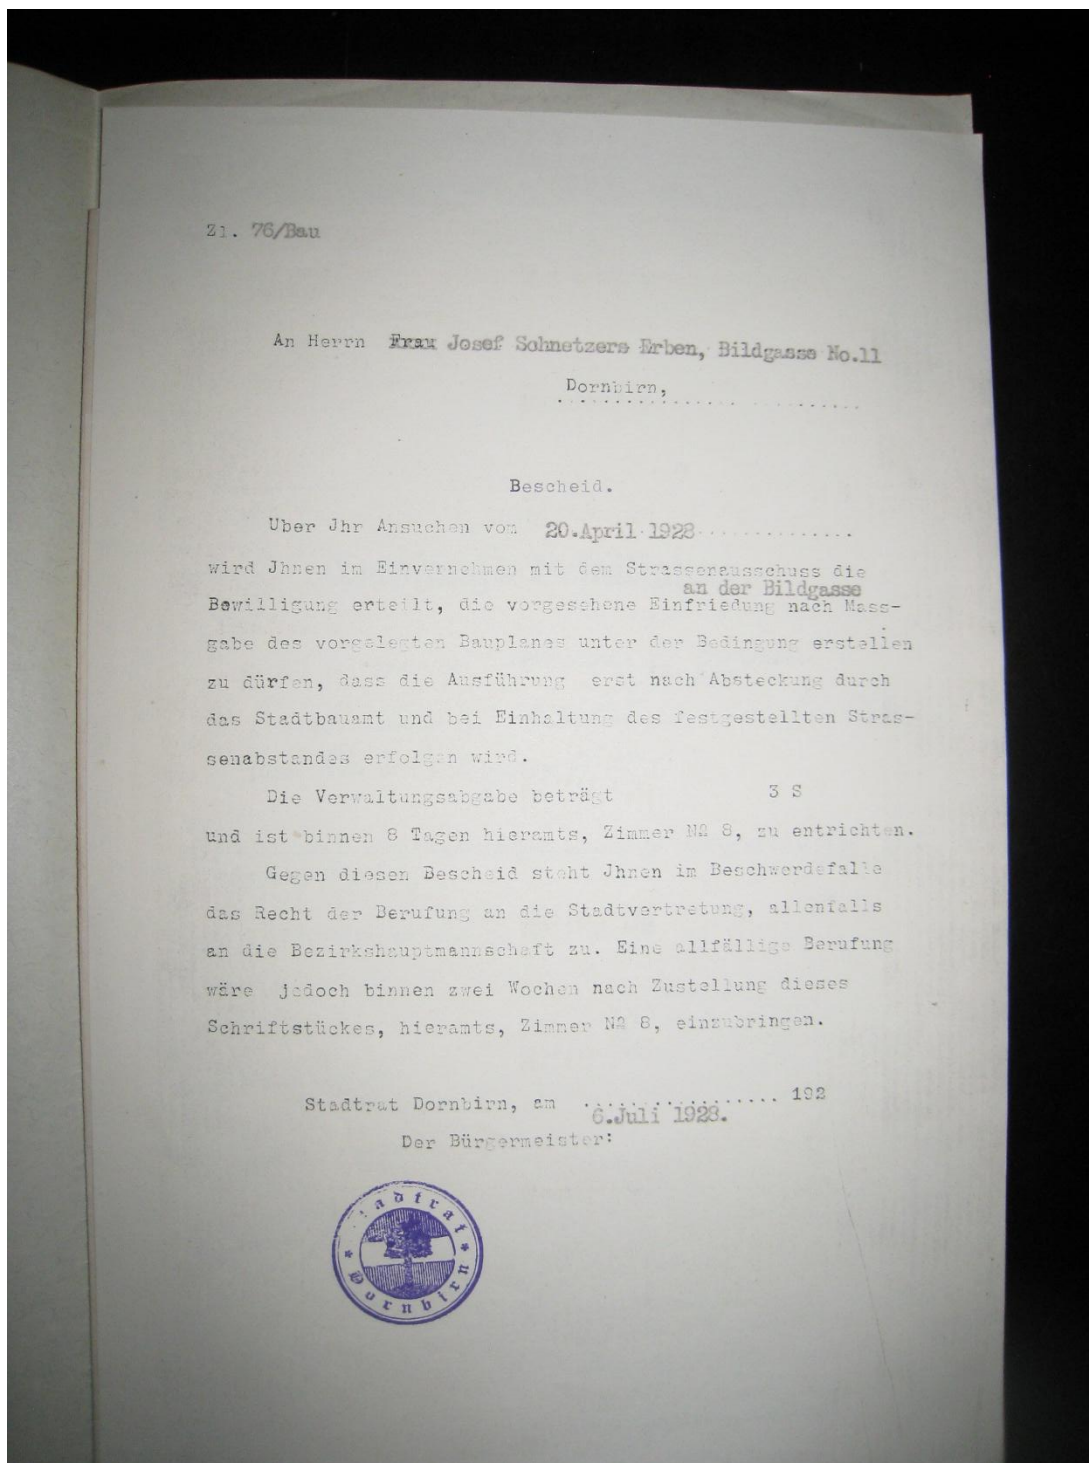 Zl. 76/Bau
An Herrn Frau Josef Schnetzers Erben, Bildgasse No.11
Dornbirn,
Bescheid.
Uber Jhr Ansuchen vom 20.April 1928
wird Jhnen im Einvernehmen mit dem Strassenausschuss die
an der Bildgasse
Bewilligung erteilt, die vorgesehene Einfriedung nach Mass-
gabe des vorgelegten Bauplanes unter der Bedingung erstellen
zu dürfen, dass die Ausführung erst nach Absteckung durch
das Stadtbauamt und bei Einhaltung des festgestellten Stras-
senabstandes erfolgen wird.
Die Verwaltungsabgabe beträgt 3 S
und ist binnen 8 Tagen hieramts, Zimmer № 8, zu entrichten.
Gegen diesen Bescheid steht Jhnen im Beschwerdefalle
das Recht der Berufung an die Stadtvertretung, allenfalls
an die Bezirkshauptmannschaft zu. Eine allfällige Berufung
wäre jedoch binnen zwei Wochen nach Zustellung dieses
Schriftstückes, hieramts, Zimmer № 8, einzubringen.
Stadtrat Dornbirn, am ................. 192
6.Juli 1928.
Der Bürgermeister:
Stadtrat
* Dornbirn *